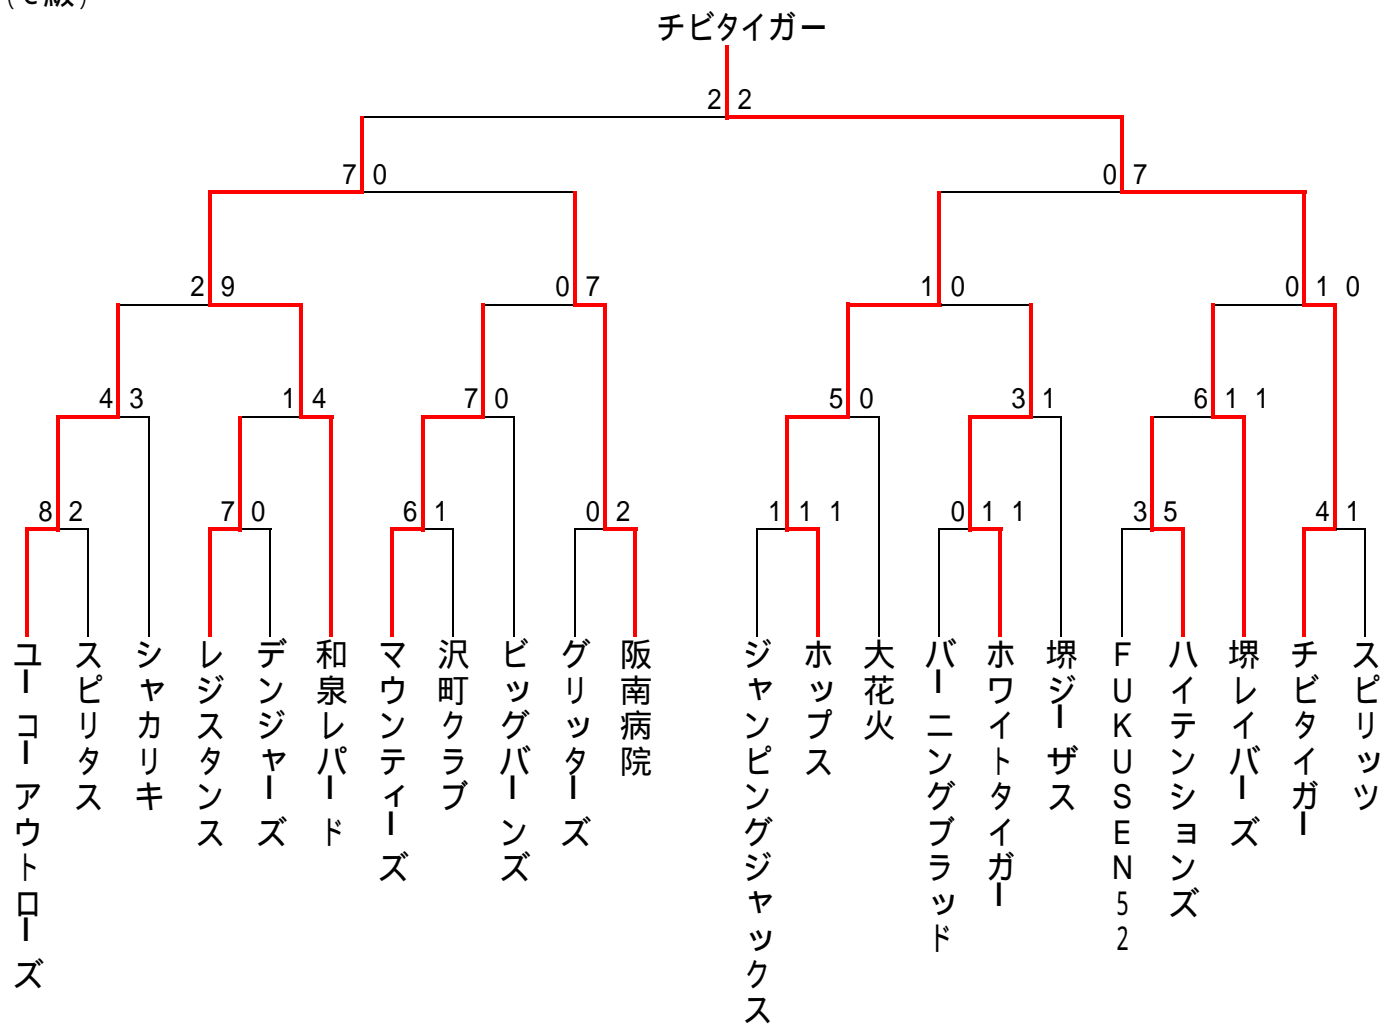 チビタイガー
2 2
7 0
0 7
2 9
0 7
1 0
0 1 0
4 3
1 4
7 0
5 0
3 1
6 1 1
8 2
7 0
6 1
0 2
1 1 1
0 1 1
3 5
4 1
ユーコーアウトローズ
スピリタス
シャカリキ
レジスタンス
デンジャーズ
和泉レパード
マウンティーズ
沢町クラブ
ビッグバーンズ
グリッターズ
阪南病院
ジャンピングジャックス
ホップス
大花火
バーニングブラッド
ホワイトタイガー
堺ジーザス
FUKUSEN52
ハイテンションズ
堺レイバーズ
チビタイガー
スピリッツ